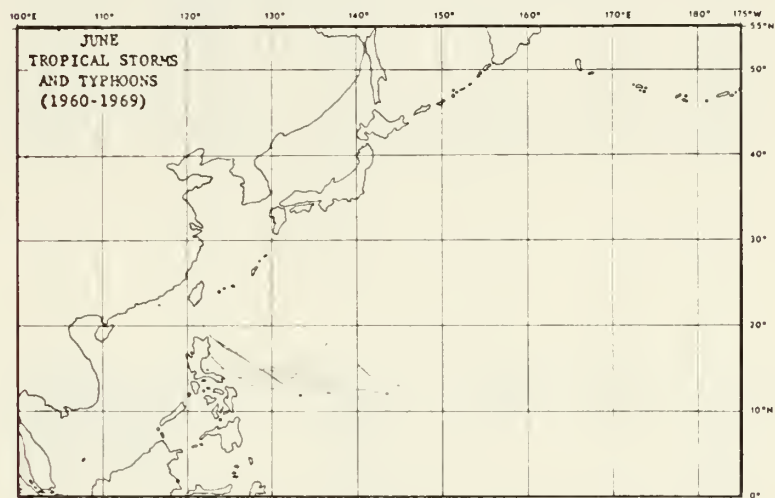 100°E 110° 120° 130° 140° 150° 160° 170°E 180° 175°W
JUNE
TROPICAL STORMS
AND TYPHOONS
(1960-1969)
55°N
50°
40°
30°
20°
10°N
0°